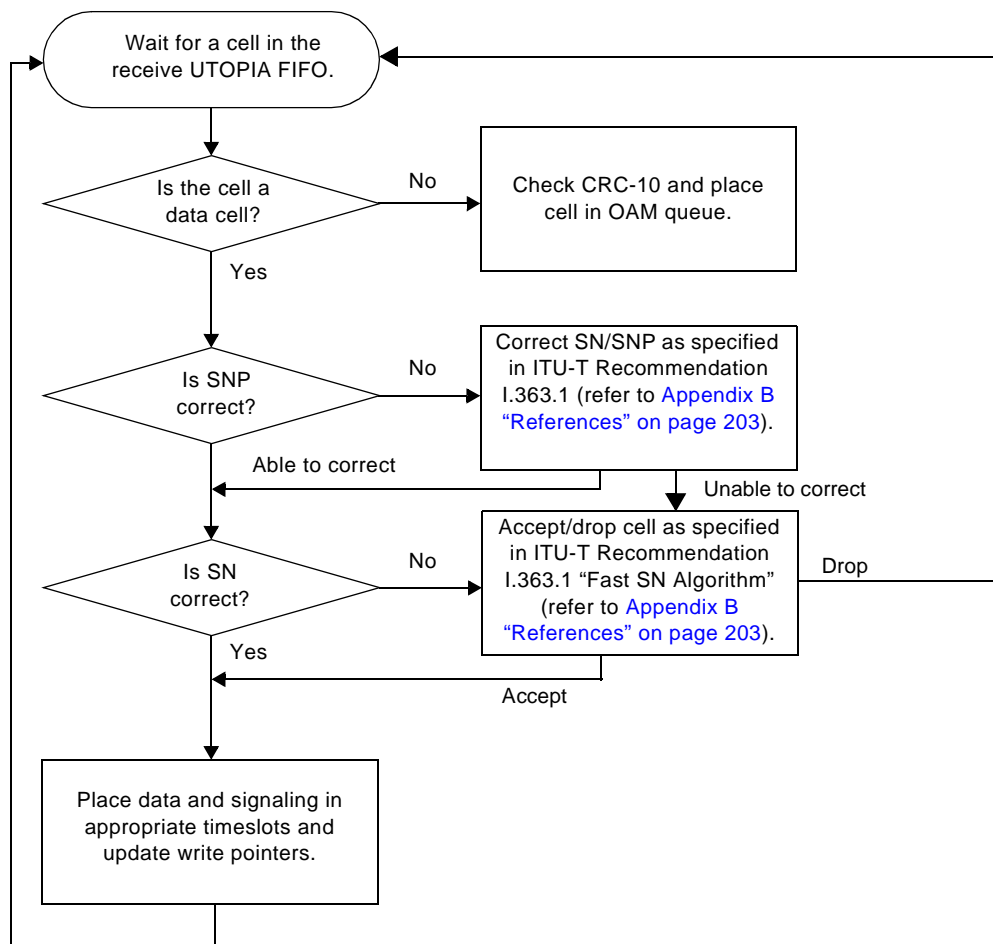 Wait for a cell in the
receive UTOPIA FIFO.
Is the cell a
data cell?
No
Check CRC-10 and place
cell in OAM queue.
Yes
Is SNP
correct?
No
Correct SN/SNP as specified
in ITU-T Recommendation
I.363.1 (refer to Appendix B
“References” on page 203).
Able to correct
Unable to correct
Is SN
correct?
No
Accept/drop cell as specified
in ITU-T Recommendation
I.363.1 “Fast SN Algorithm”
(refer to Appendix B
“References” on page 203).
Drop
Yes
Accept
Place data and signaling in
appropriate timeslots and
update write pointers.